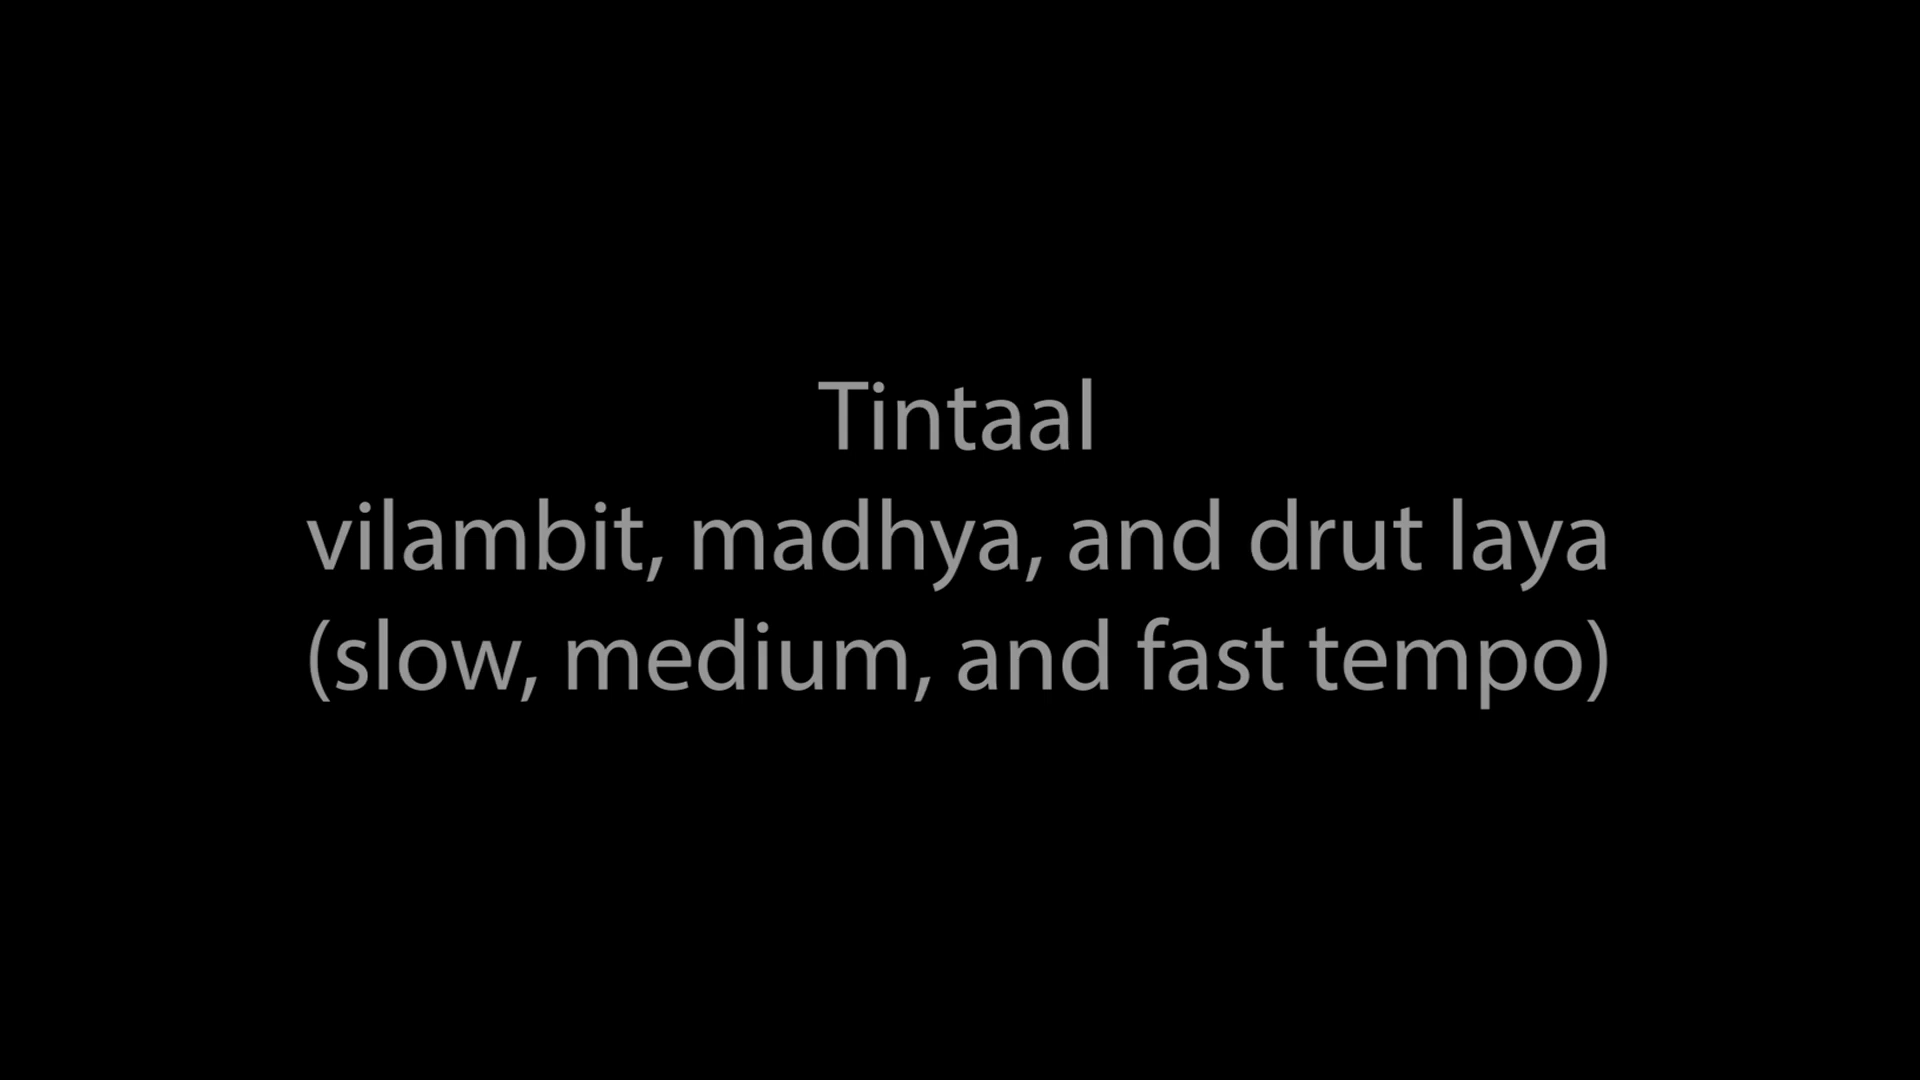 Tintaal
vilambit, madhya, and drut laya
(slow, medium, and fast tempo)